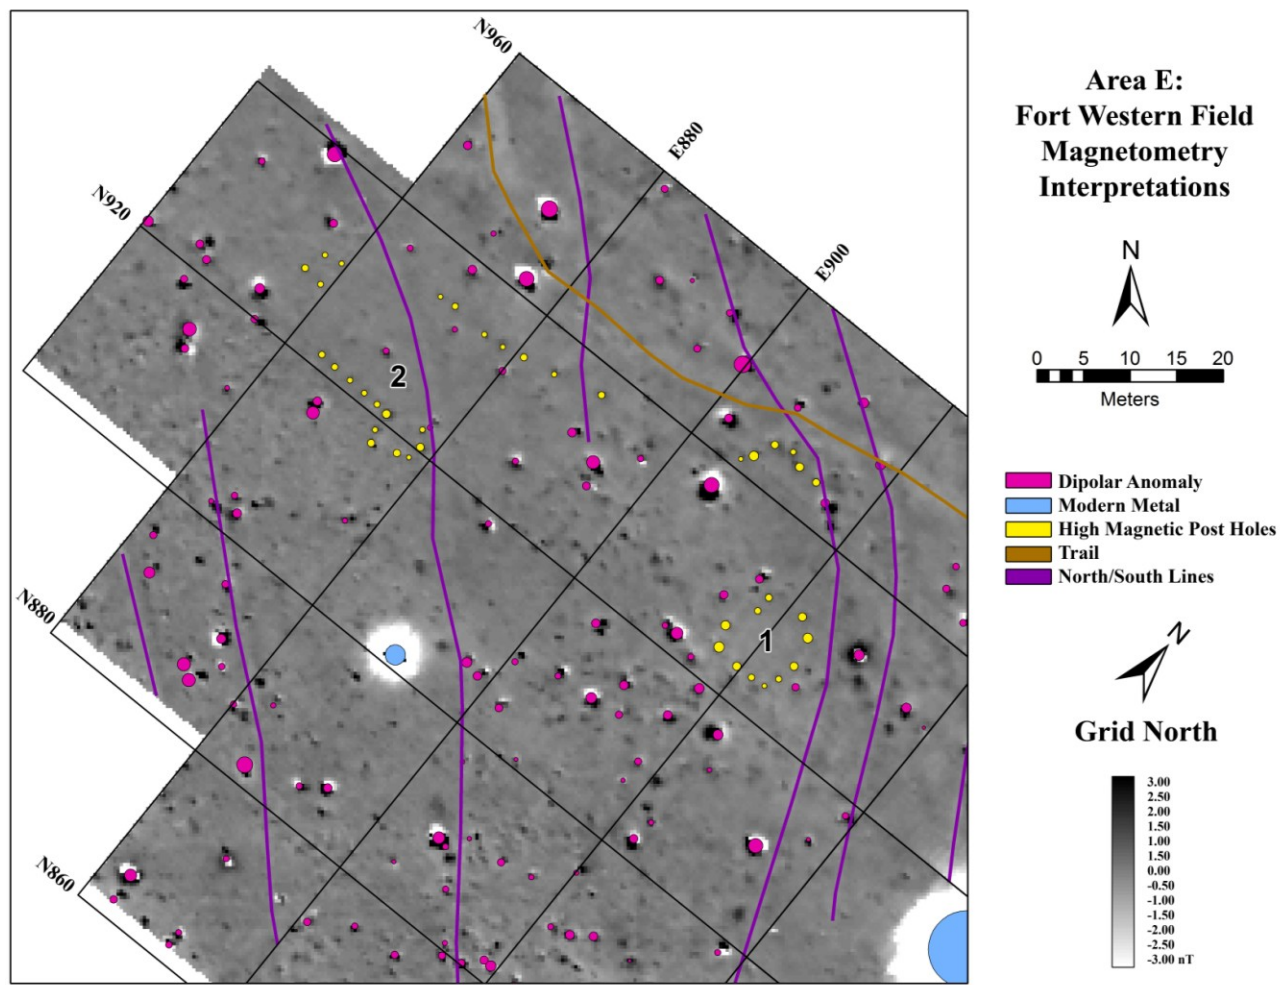 N960
E880
N920
E900
2
1
N880
N860
Area E:
Fort Western Field
Magnetometry
Interpretations
N
0 5 10 15 20
Meters
Dipolar Anomaly
Modern Metal
High Magnetic Post Holes
Trail
North/South Lines
N
Grid North
3.00
2.50
2.00
1.50
1.00
1.50
0.00
-0.50
-1.00
-1.50
-2.00
-2.50
-3.00 nT